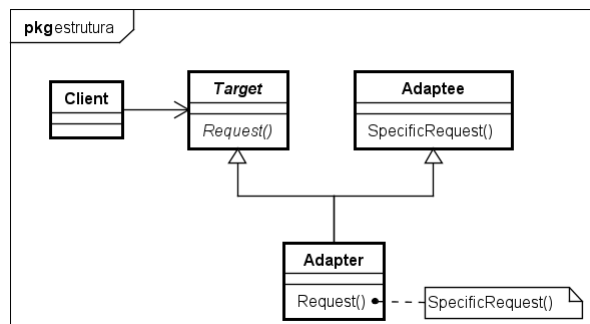 pkg estrutura
Client
Target
Request()
Adaptee
SpecificRequest()
Adapter
Request()
SpecificRequest()